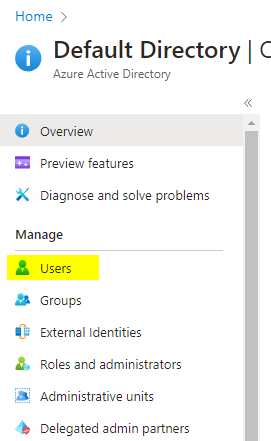 Home
Default Directory |
Azure Active Directory
Overview
Preview features
Diagnose and solve problems
Manage
Users
Groups
External Identities
Roles and administrators
Administrative units
Delegated admin partners